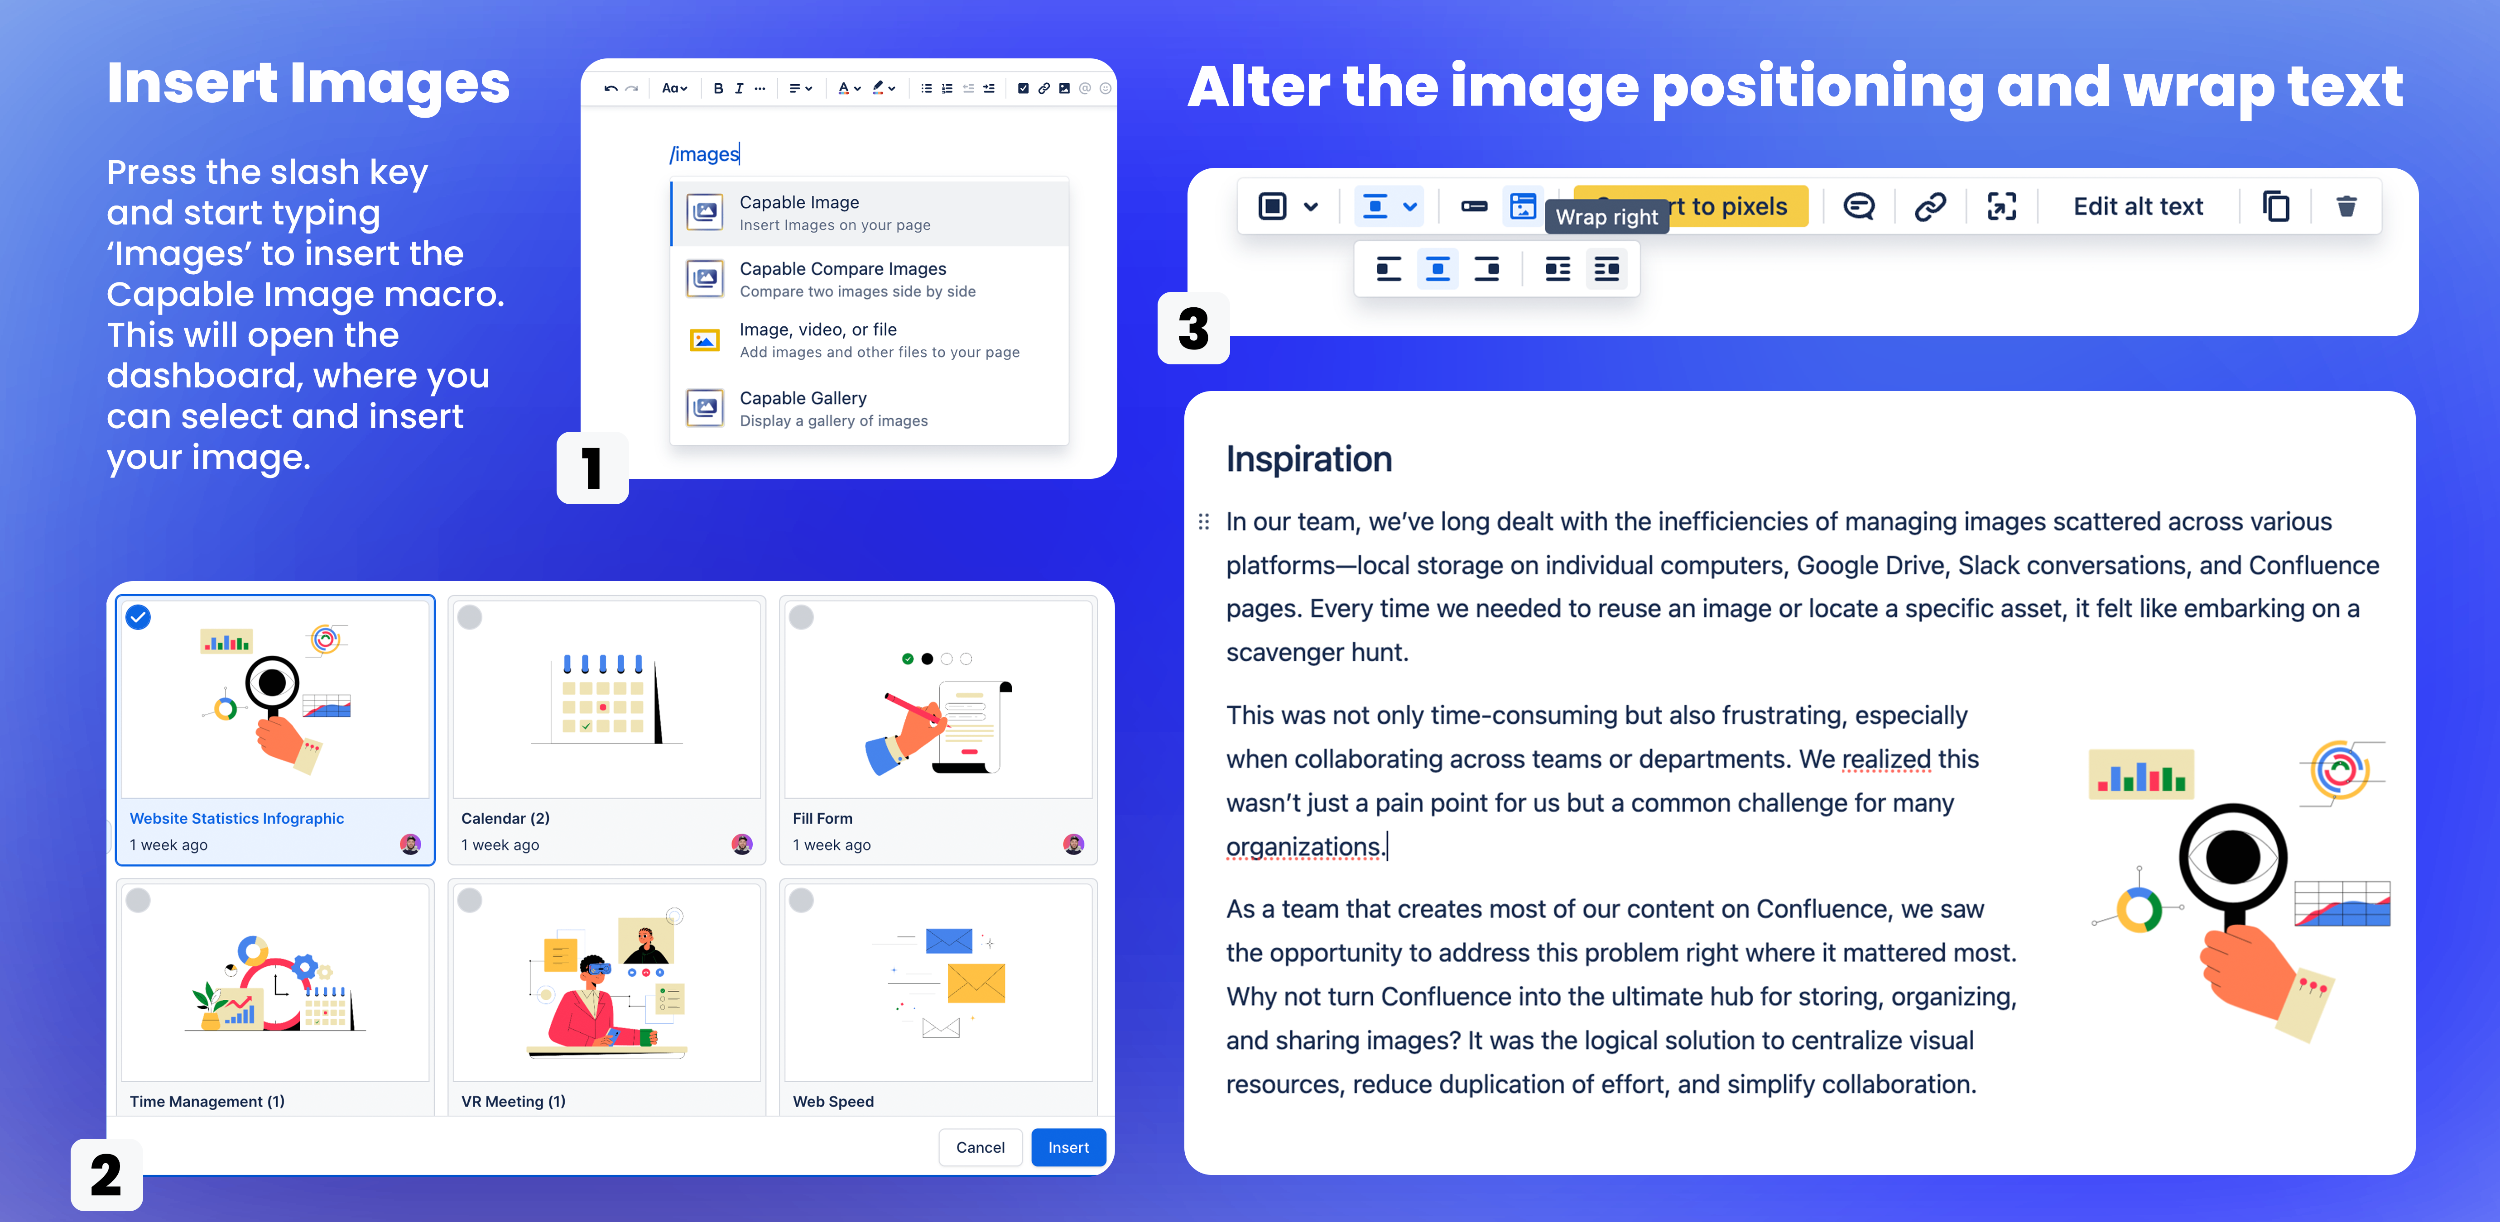 Insert Images
Press the slash key
and start typing
‘Images’ to insert the
Capable Image macro.
This will open the
dashboard, where you
can select and insert
your image.
Aa
B I
A
@
/images
Capable Image
Insert Images on your page
Capable Compare Images
Compare two images side by side
Image, video, or file
Add images and other files to your page
Capable Gallery
Display a gallery of images
1
Website Statistics Infographic
1 week ago
Calendar (2)
1 week ago
Fill Form
1 week ago
Time Management (1)
VR Meeting (1)
Web Speed
Cancel
Insert
2
Alter the image positioning and wrap text
rt to pixels
Edit alt text
Wrap right
3
Inspiration
In our team, we’ve long dealt with the inefficiencies of managing images scattered across various
platforms—local storage on individual computers, Google Drive, Slack conversations, and Confluence
pages. Every time we needed to reuse an image or locate a specific asset, it felt like embarking on a
scavenger hunt.
This was not only time-consuming but also frustrating, especially
when collaborating across teams or departments. We realized this
wasn’t just a pain point for us but a common challenge for many
organizations.
As a team that creates most of our content on Confluence, we saw
the opportunity to address this problem right where it mattered most.
Why not turn Confluence into the ultimate hub for storing, organizing,
and sharing images? It was the logical solution to centralize visual
resources, reduce duplication of effort, and simplify collaboration.